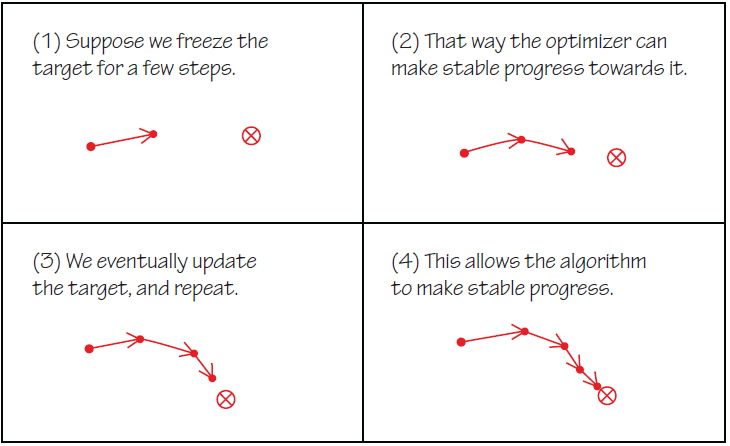 (1) Suppose we freeze the
target for a few steps.
(2) That way the optimizer can
make stable progress towards it.
(3) We eventually update
the target, and repeat.
(4) This allows the algorithm
to make stable progress.